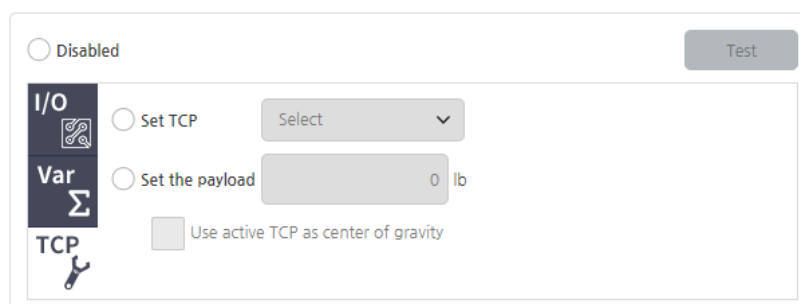 Disabled
Test
I/O
Set TCP
Select
Var
Σ
Set the payload
0 lb
Use active TCP as center of gravity
TCP